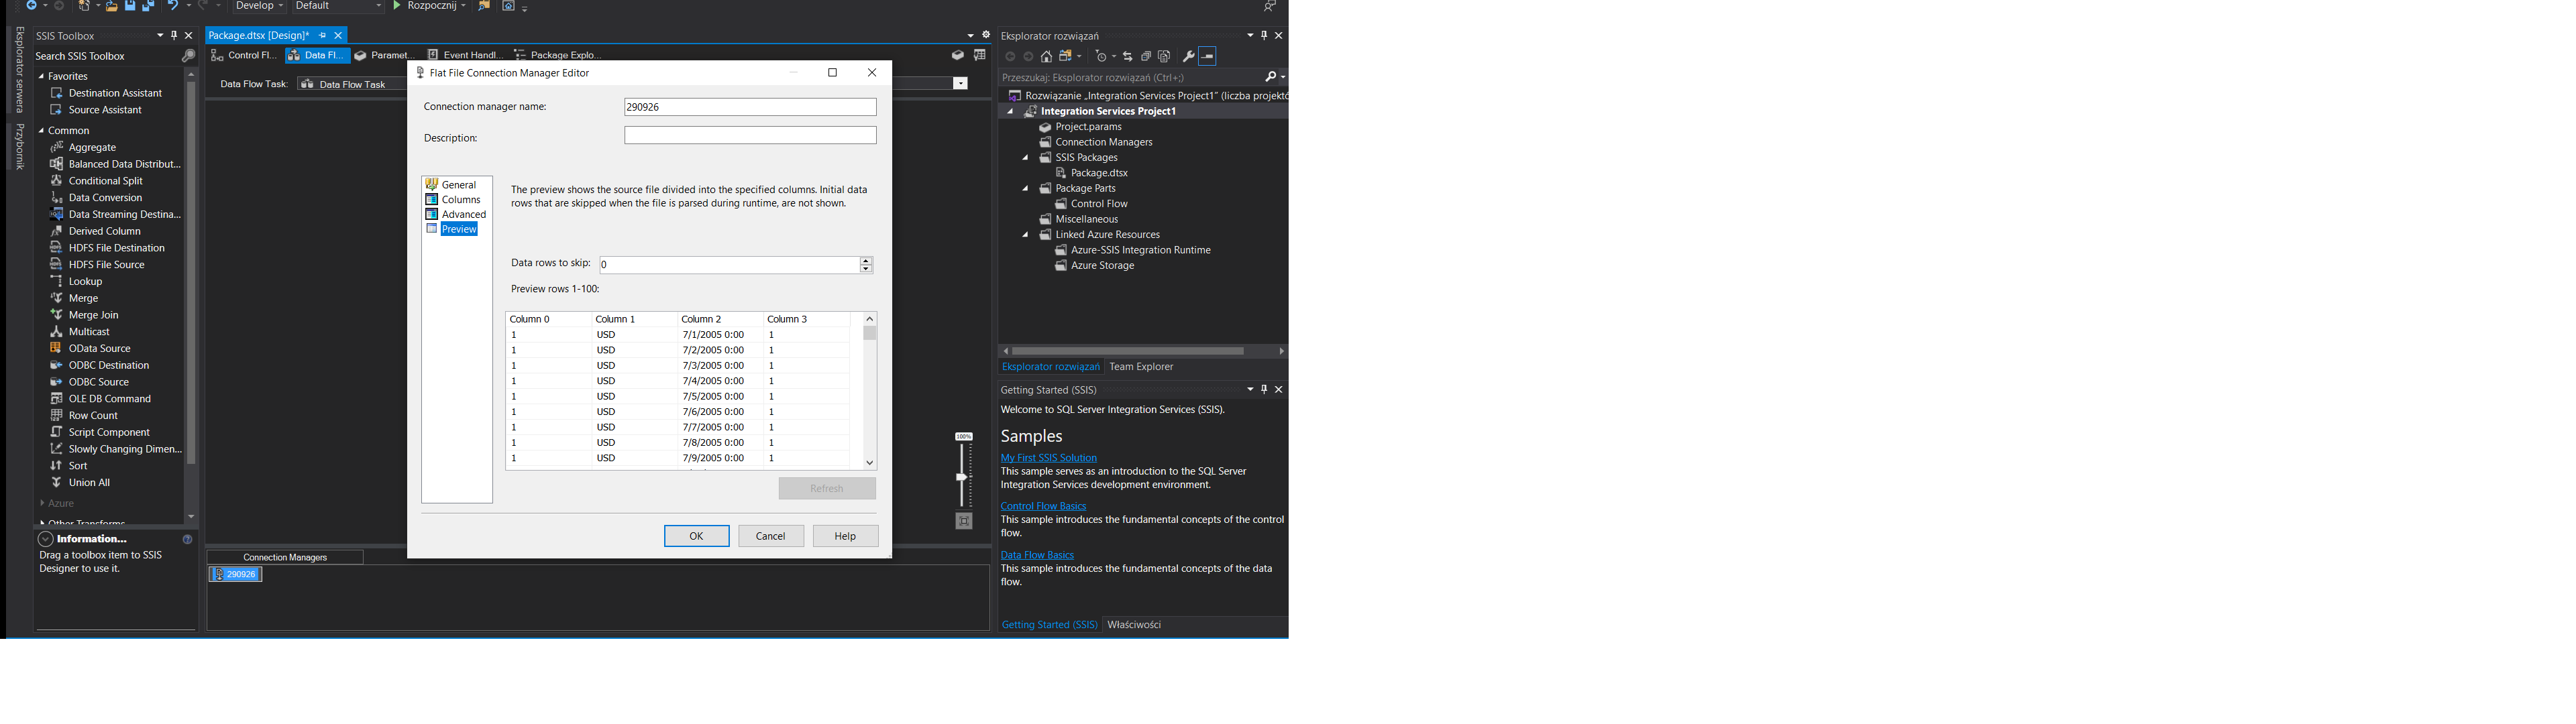 Develop
Default
Rozpocznij
Eksplorator serwera
Przybornik
SSIS Toolbox
Search SSIS Toolbox
Favorites
Destination Assistant
Source Assistant
Common
Aggregate
Balanced Data Distribut...
Conditional Split
Data Conversion
Data Streaming Destina...
Derived Column
HDFS File Destination
HDFS File Source
Lookup
Merge
Merge Join
Multicast
OData Source
ODBC Destination
ODBC Source
OLE DB Command
Row Count
Script Component
Slowly Changing Dimen...
Sort
Union All
Azure
Other Transforms
Information...
Drag a toolbox item to SSIS
Designer to use it.
Package.dtsx [Design]*
Control Fl...
Data Fl...
Paramet...
Event Handl...
Package Explo...
Data Flow Task:
Data Flow Task
Flat File Connection Manager Editor
Connection manager name:
290926
Description:
General
Columns
Advanced
Preview
The preview shows the source file divided into the specified columns. Initial data
rows that are skipped when the file is parsed during runtime, are not shown.
Data rows to skip:
0
Preview rows 1-100:
Column 0 Column 1 Column 2 Column 3
1 USD 7/1/2005 0:00 1
1 USD 7/2/2005 0:00 1
1 USD 7/3/2005 0:00 1
1 USD 7/4/2005 0:00 1
1 USD 7/5/2005 0:00 1
1 USD 7/6/2005 0:00 1
1 USD 7/7/2005 0:00 1
1 USD 7/8/2005 0:00 1
1 USD 7/9/2005 0:00 1
Refresh
OK
Cancel
Help
100%
Connection Managers
290926
Eksplorator rozwiązań
Przeszukaj: Eksplorator rozwiązań (Ctrl+;)
Rozwiązanie „Integration Services Project1” (liczba projektó
Integration Services Project1
Project.params
Connection Managers
SSIS Packages
Package.dtsx
Package Parts
Control Flow
Miscellaneous
Linked Azure Resources
Azure-SSIS Integration Runtime
Azure Storage
Eksplorator rozwiązań
Team Explorer
Getting Started (SSIS)
Welcome to SQL Server Integration Services (SSIS).
Samples
My First SSIS Solution
This sample serves as an introduction to the SQL Server
Integration Services development environment.
Control Flow Basics
This sample introduces the fundamental concepts of the control
flow.
Data Flow Basics
This sample introduces the fundamental concepts of the data
flow.
Getting Started (SSIS)
Właściwości